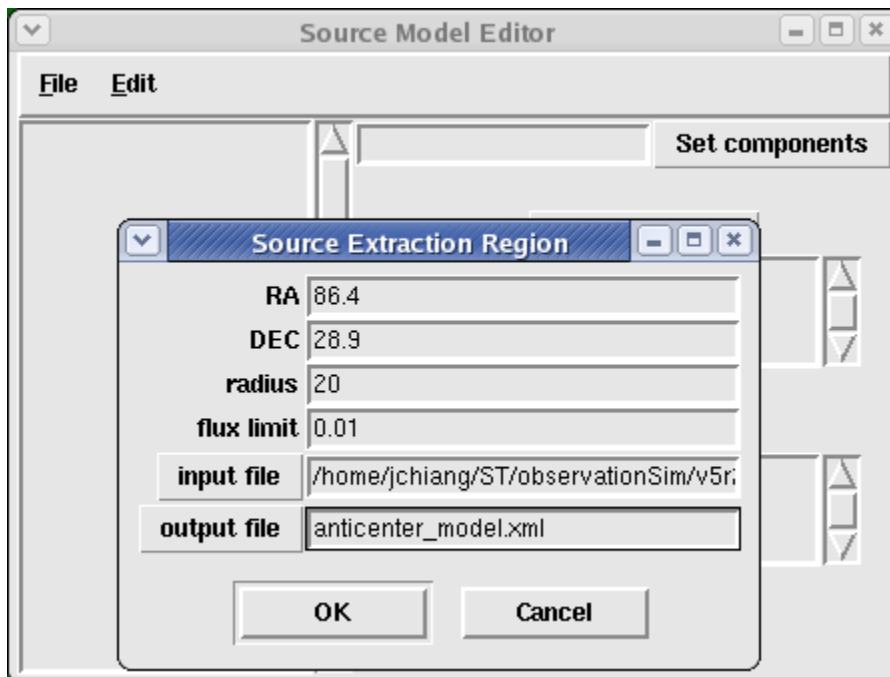 Source Model Editor
File Edit
Set components
Source Extraction Region
RA 86.4
DEC 28.9
radius 20
flux limit 0.01
input file /home/jchiang/ST/observationSim/
output file anticenter_model.xml
OK Cancel